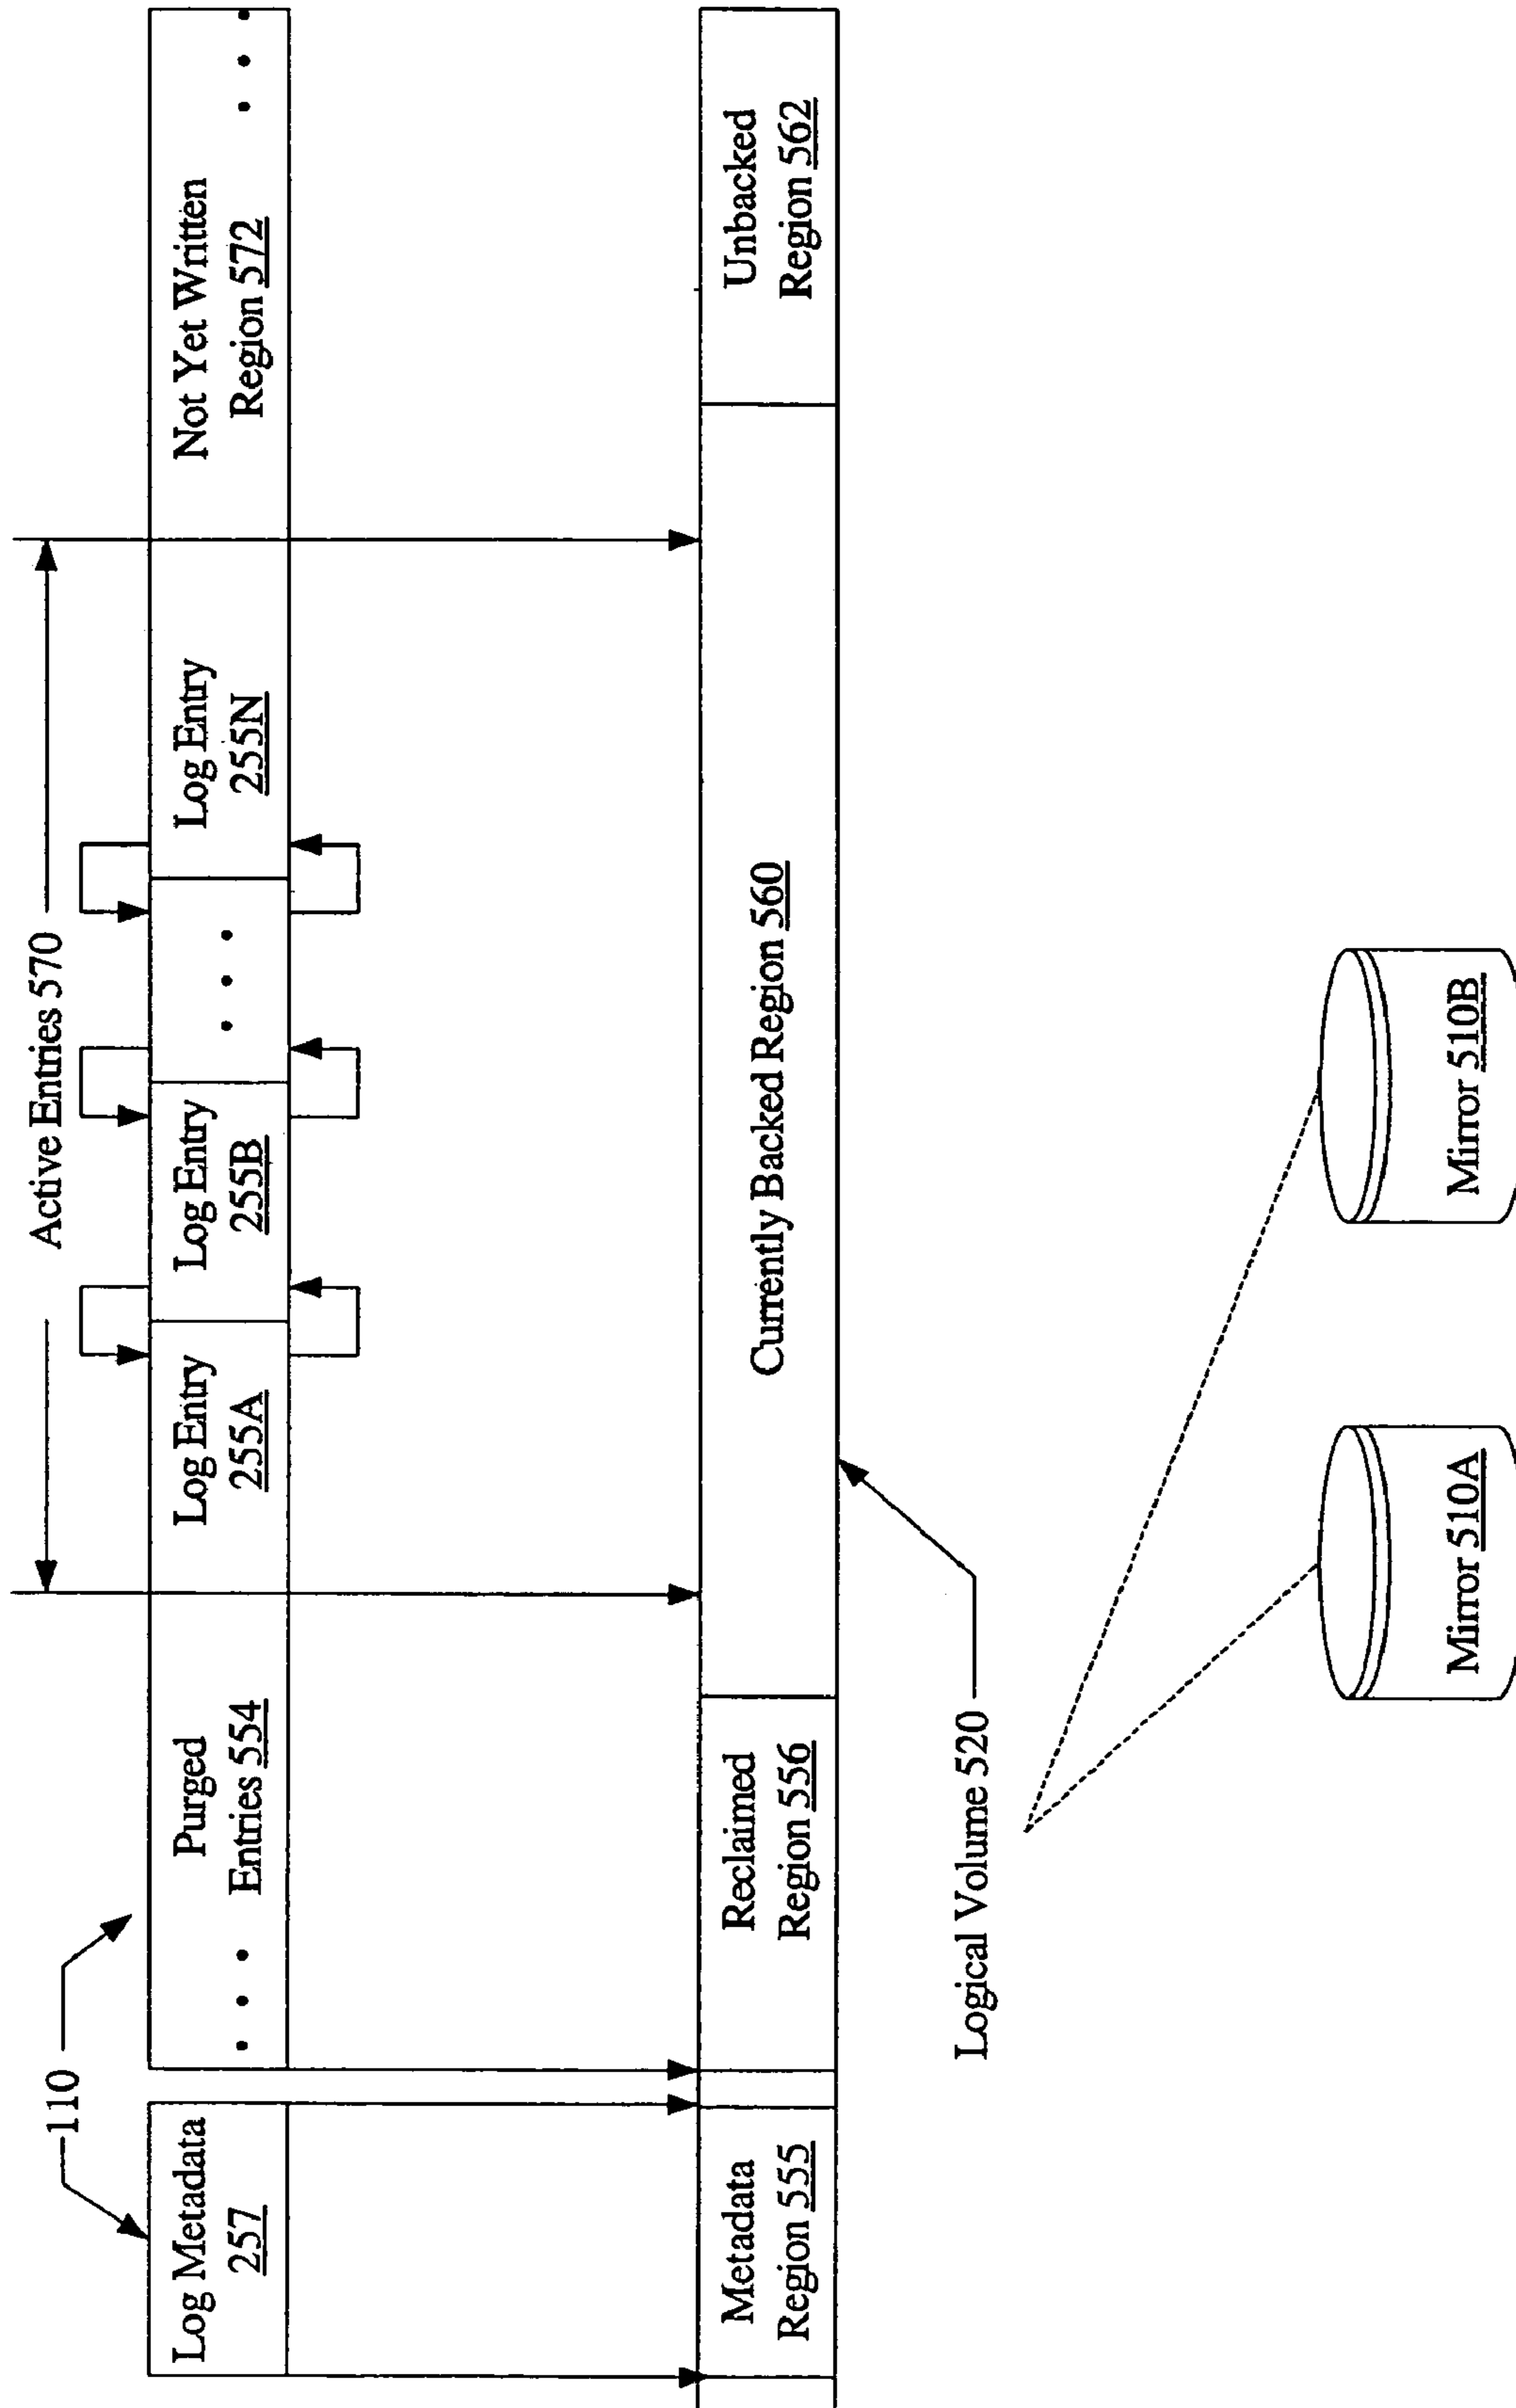 110
Active Entries 570
Log Metadata
257
Purged
Entries 554
Log Entry
255A
Log Entry
255B
Log Entry
255N
Not Yet Written
Region 572
Metadata
Region 555
Reclaimed
Region 556
Currently Backed Region 560
Unbacked
Region 562
Logical Volume 520
Mirror 510A
Mirror 510B